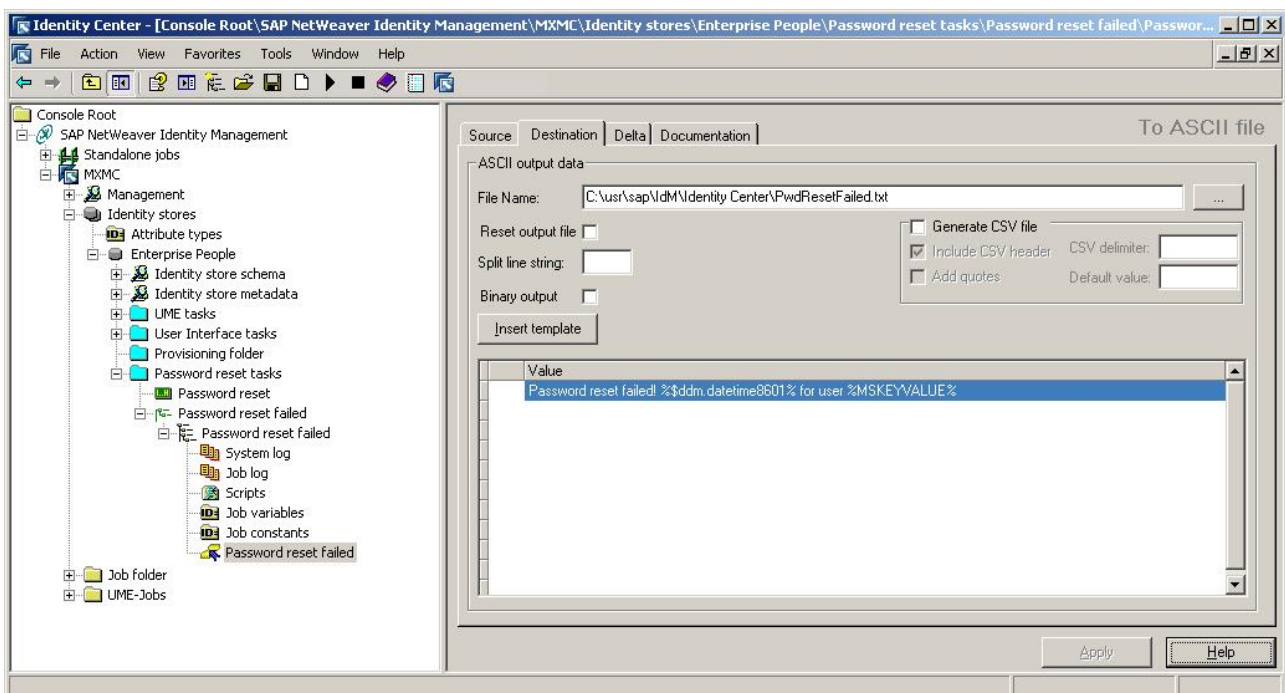 Identity Center - [Console Root\SAP NetWeaver Identity Management\MXMC\Identity stores\Enterprise People\Password reset tasks\Password reset failed\Passwor...
File Action View Favorites Tools Window Help
Console Root
SAP NetWeaver Identity Management
Standalone jobs
MXMC
Management
Identity stores
Attribute types
Enterprise People
Identity store schema
Identity store metadata
UME tasks
User Interface tasks
Provisioning folder
Password reset tasks
Password reset
Password reset failed
Password reset failed
System log
Job log
Scripts
Job variables
Job constants
Password reset failed
Job folder
UME-Jobs
To ASCII file
Source Destination Delta Documentation
ASCII output data
File Name: C:\usr\sap\IdM\Identity Center\PwdResetFailed.txt ...
Reset output file
Split line string:
Binary output
Generate CSV file
Include CSV header CSV delimiter:
Add quotes Default value:
Insert template
Value
Password reset failed! %$ddm.datetime8601% for user %MSKEYVALUE%
Apply Help